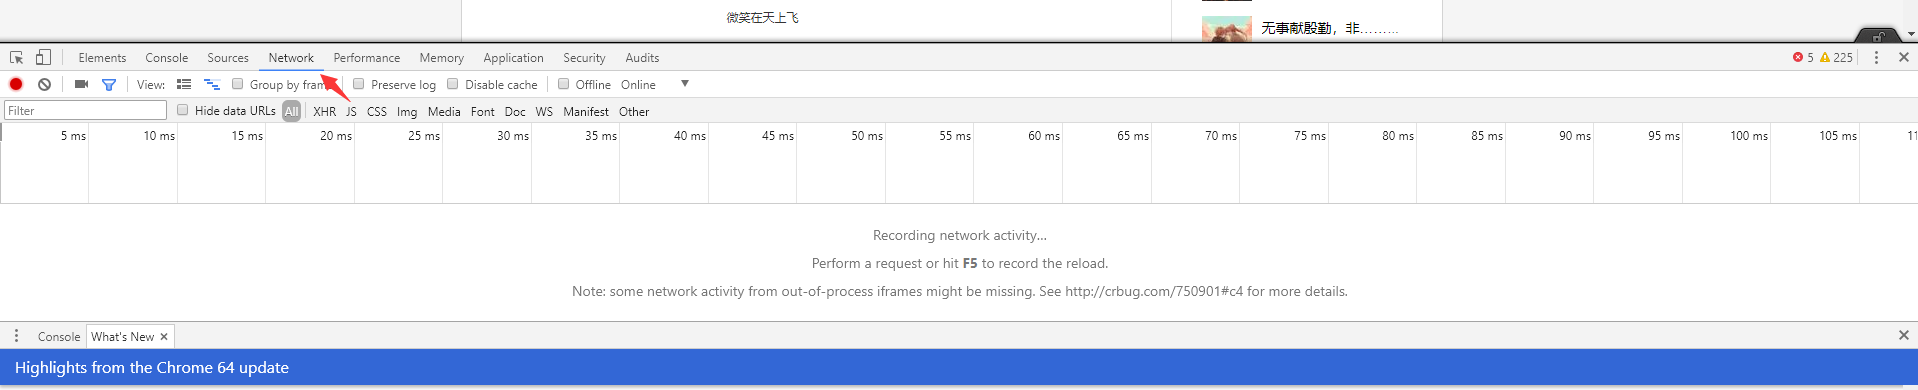 微笑在天上飞
无事献殷勤，非………
Elements Console Sources Network Performance Memory Application Security Audits 5 225
View: Group by fram Preserve log Disable cache Offline Online
Filter Hide data URLs All XHR JS CSS Img Media Font Doc WS Manifest Other
5 ms 10 ms 15 ms 20 ms 25 ms 30 ms 35 ms 40 ms 45 ms 50 ms 55 ms 60 ms 65 ms 70 ms 75 ms 80 ms 85 ms 90 ms 95 ms 100 ms 105 ms 11
Recording network activity...
Perform a request or hit F5 to record the reload.
Note: some network activity from out-of-process iframes might be missing. See http://crbug.com/750901#c4 for more details.
Console What's New
Highlights from the Chrome 64 update